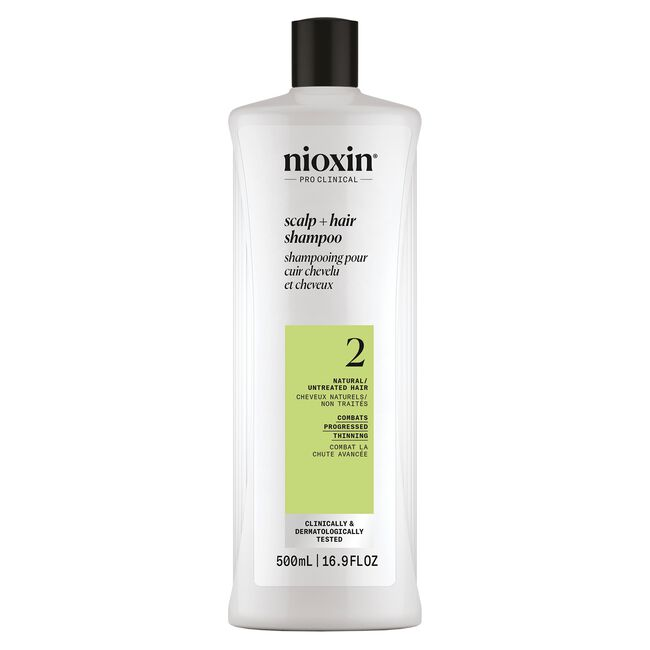 nioxin®
PRO CLINICAL
scalp + hair
shampoo
shampooing pour
cuir chevelu
et cheveux
2
NATURAL/
UNTREATED HAIR
CHEVEUX NATURELS/
NON TRAITÉS
COMBATS
PROGRESSED
THINNING
COMBAT LA
CHUTE AVANCÉE
CLINICALLY &
DERMATOLOGICALLY
TESTED
500mL | 16.9FLOZ